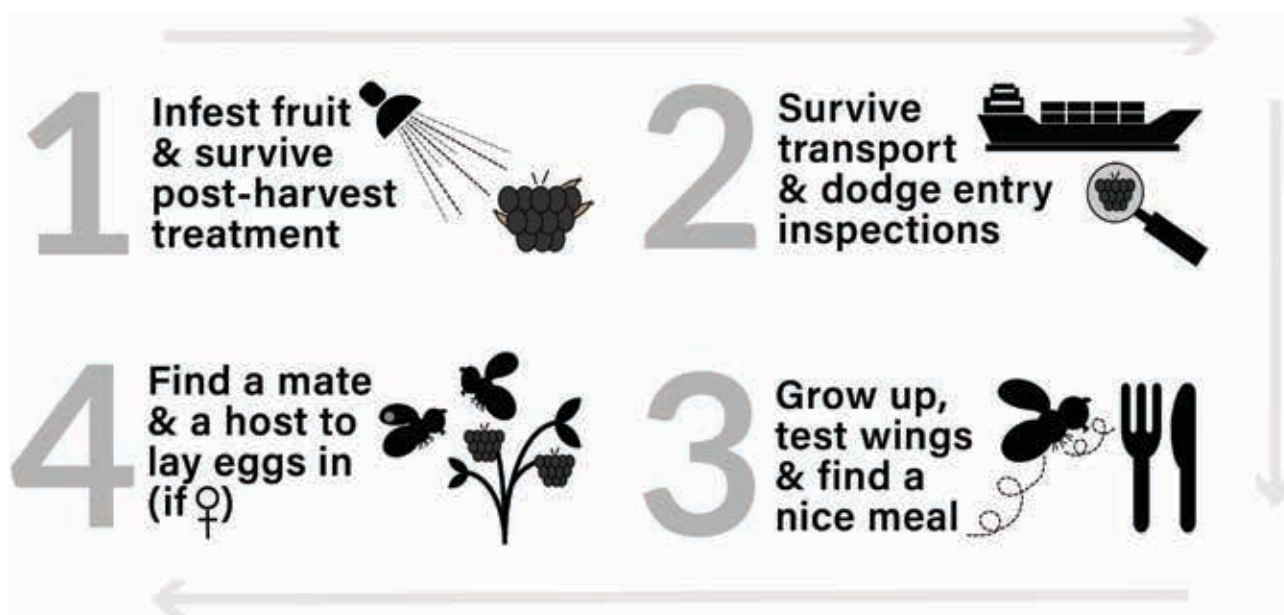 1
Infest fruit
& survive
post-harvest
treatment
2
Survive
transport
& dodge entry
inspections
3
Grow up,
test wings
& find a
nice meal
4
Find a mate
& a host to
lay eggs in
(if ♀)